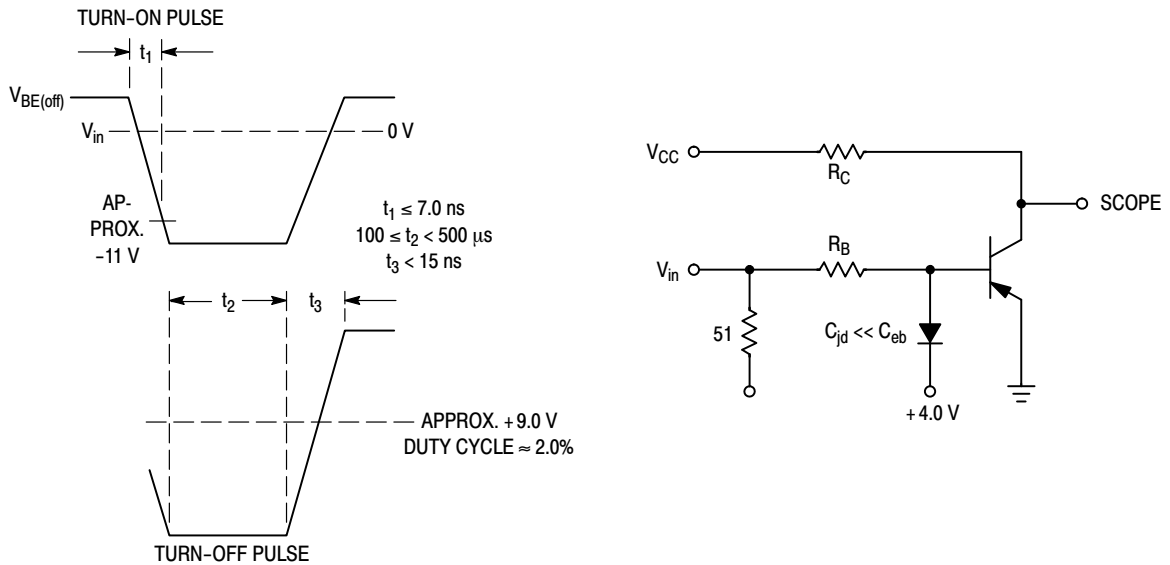 TURN-ON PULSE
t1
VBE(off)
Vin
0 V
AP-
PROX.
-11 V
t1 ≤ 7.0 ns
100 ≤ t2 < 500 μs
t3 < 15 ns
t2
t3
APPROX. +9.0 V
DUTY CYCLE ≈ 2.0%
TURN-OFF PULSE
VCC
RC
SCOPE
Vin
RB
51
Cjd << Ceb
+4.0 V